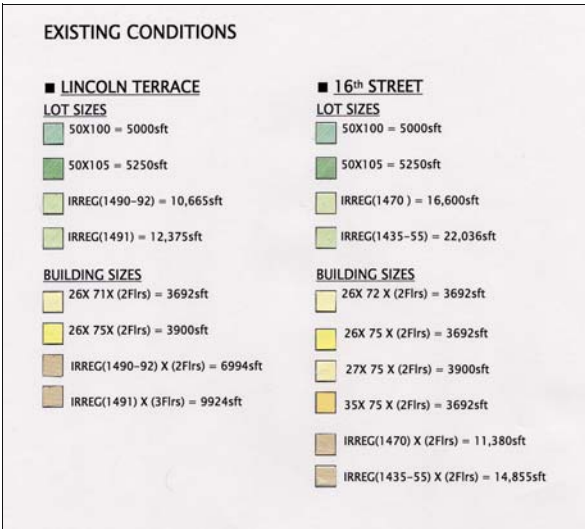 EXISTING CONDITIONS
■ LINCOLN TERRACE
LOT SIZES
50X100 = 5000sft
50X105 = 5250sft
IRREG(1490-92) = 10,665sft
IRREG(1491) = 12,375sft
BUILDING SIZES
26X 71X (2Flrs) = 3692sft
26X 75X (2Flrs) = 3900sft
IRREG(1490-92) X (2Flrs) = 6994sft
IRREG(1491) X (3Flrs) = 9924sft
■ 16th STREET
LOT SIZES
50X100 = 5000sft
50X105 = 5250sft
IRREG(1470 ) = 16,600sft
IRREG(1435-55) = 22,036sft
BUILDING SIZES
26X 72 X (2Flrs) = 3692sft
26X 75 X (2Flrs) = 3692sft
27X 75 X (2Flrs) = 3900sft
35X 75 X (2Flrs) = 3692sft
IRREG(1470) X (2Flrs) = 11,380sft
IRREG(1435-55) X (2Flrs) = 14,855sft